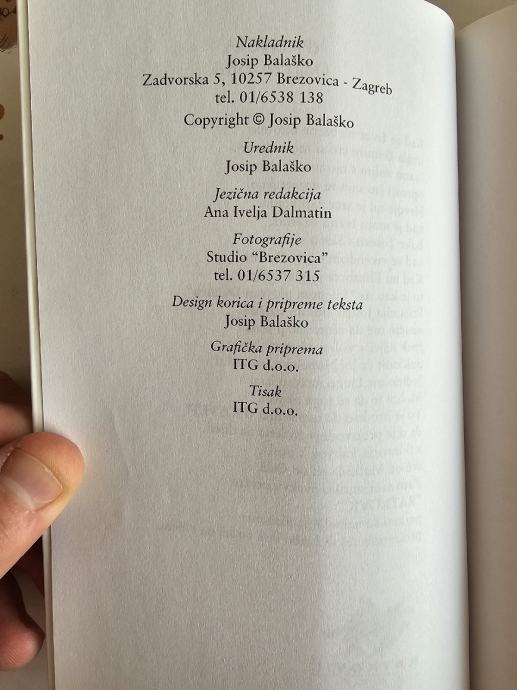 Nakladnik
Josip Balaško
Zadvorska 5, 10257 Brezovica - Zagreb
tel. 01/6538 138
Copyright © Josip Balaško
Urednik
Josip Balaško
Jezična redakcija
Ana Ivelja Dalmatin
Fotografije
Studio “Brezovica”
tel. 01/6537 315
Design korica i pripreme teksta
Josip Balaško
Grafička priprema
ITG d.o.o.
Tisak
ITG d.o.o.